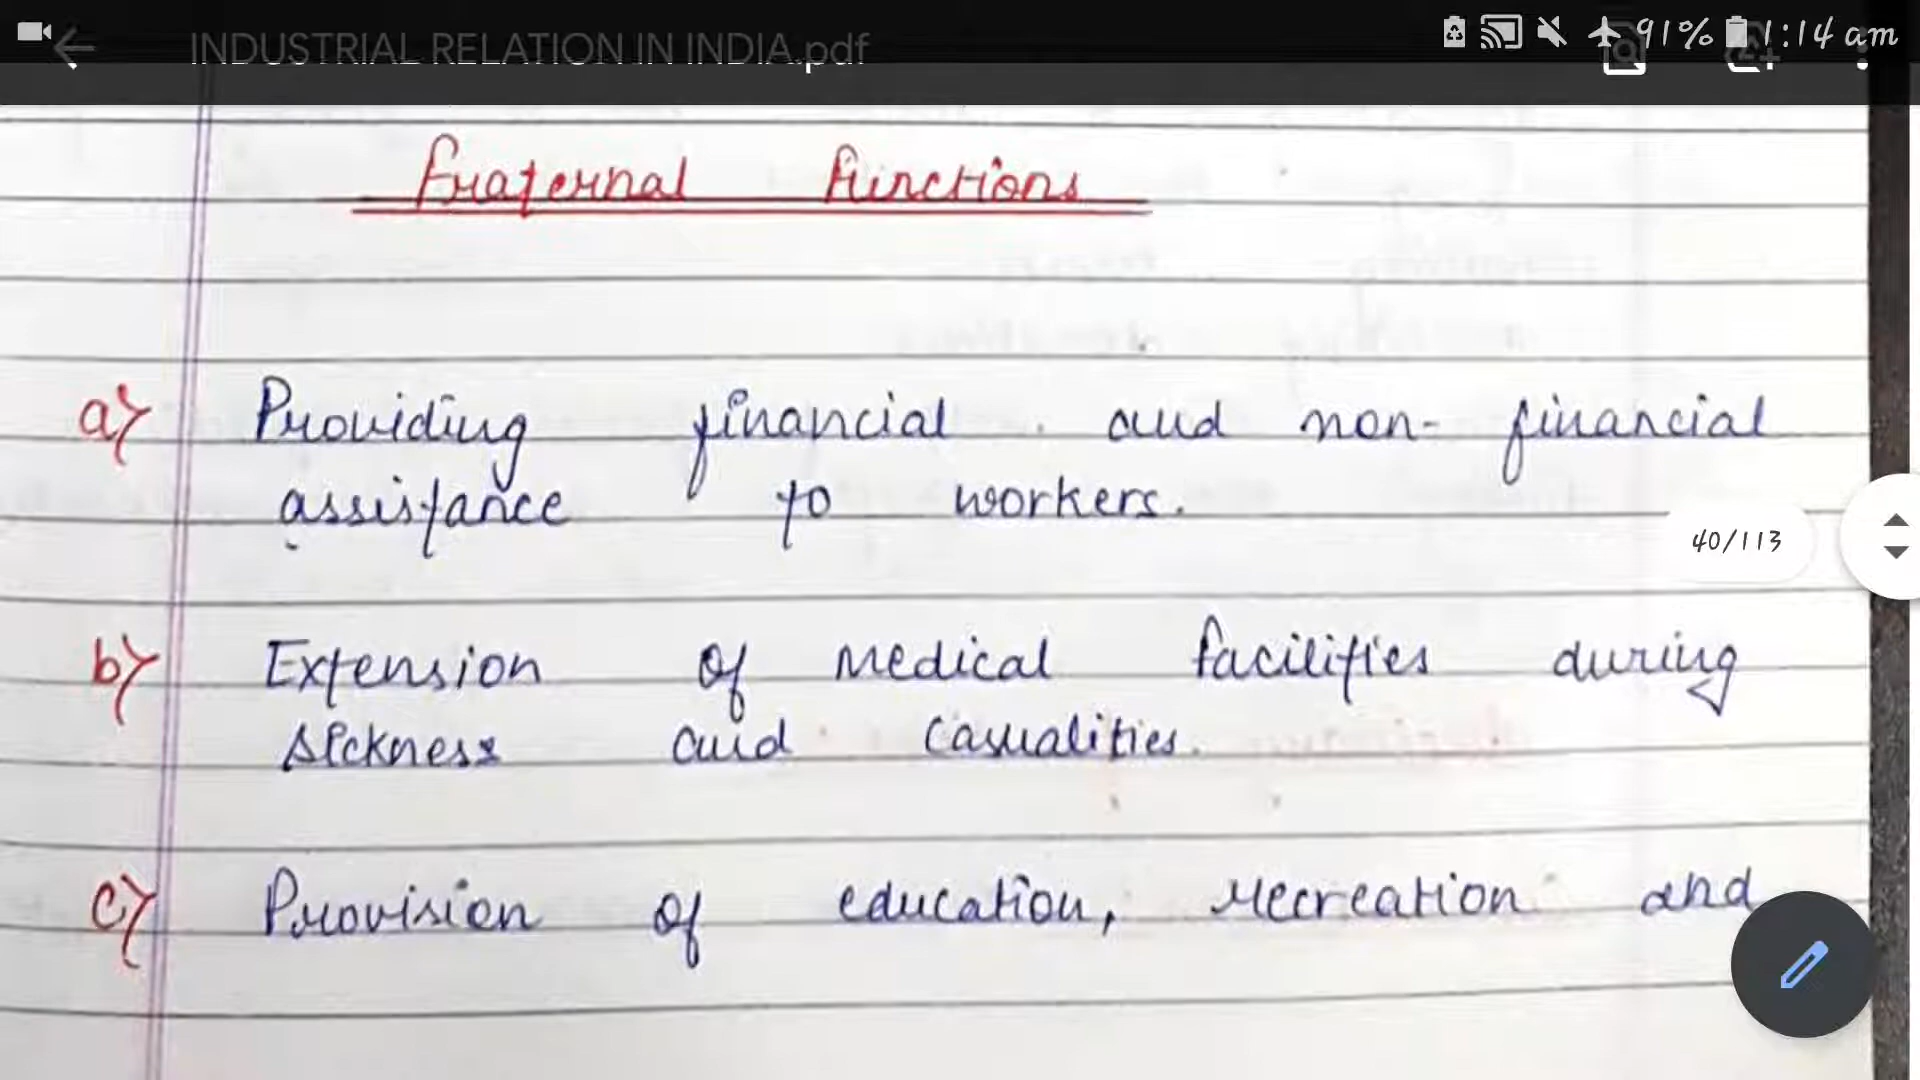 INDUSTRIAL RELATION IN INDIA.pdf
91% 1:14 am
Fraternal Functions
a) Providing financial and non-financial
assistance to workers.
40/113
b) Extension of Medical facilities during
sickness and casualities.
c) Provision of education, recreation and